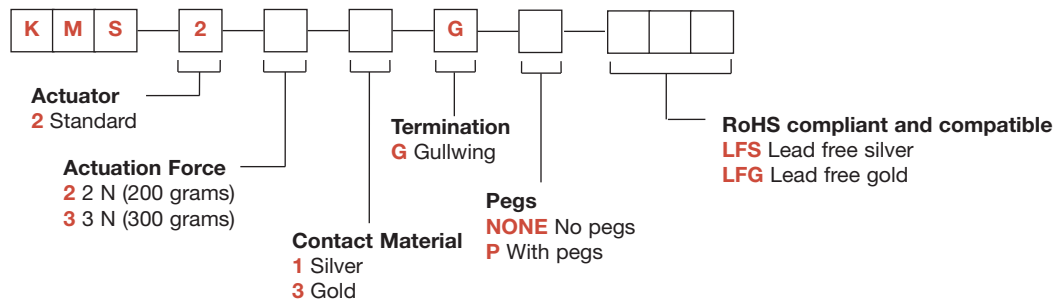 K M S 2 G
Actuator
2 Standard
Actuation Force
2 2 N (200 grams)
3 3 N (300 grams)
Contact Material
1 Silver
3 Gold
Termination
G Gullwing
Pegs
NONE No pegs
P With pegs
RoHS compliant and compatible
LFS Lead free silver
LFG Lead free gold